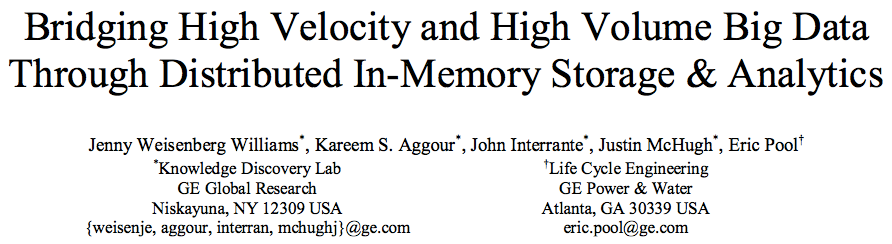 Bridging High Velocity and High Volume Big Data
Through Distributed In-Memory Storage & Analytics
Jenny Weisenberg Williams*, Kareem S. Aggour*, John Interrante*, Justin McHugh*, Eric Pool†
*Knowledge Discovery Lab
GE Global Research
Niskayuna, NY 12309 USA
{weisenje, aggour, interran, mchughj}@ge.com
†Life Cycle Engineering
GE Power & Water
Atlanta, GA 30339 USA
eric.pool@ge.com